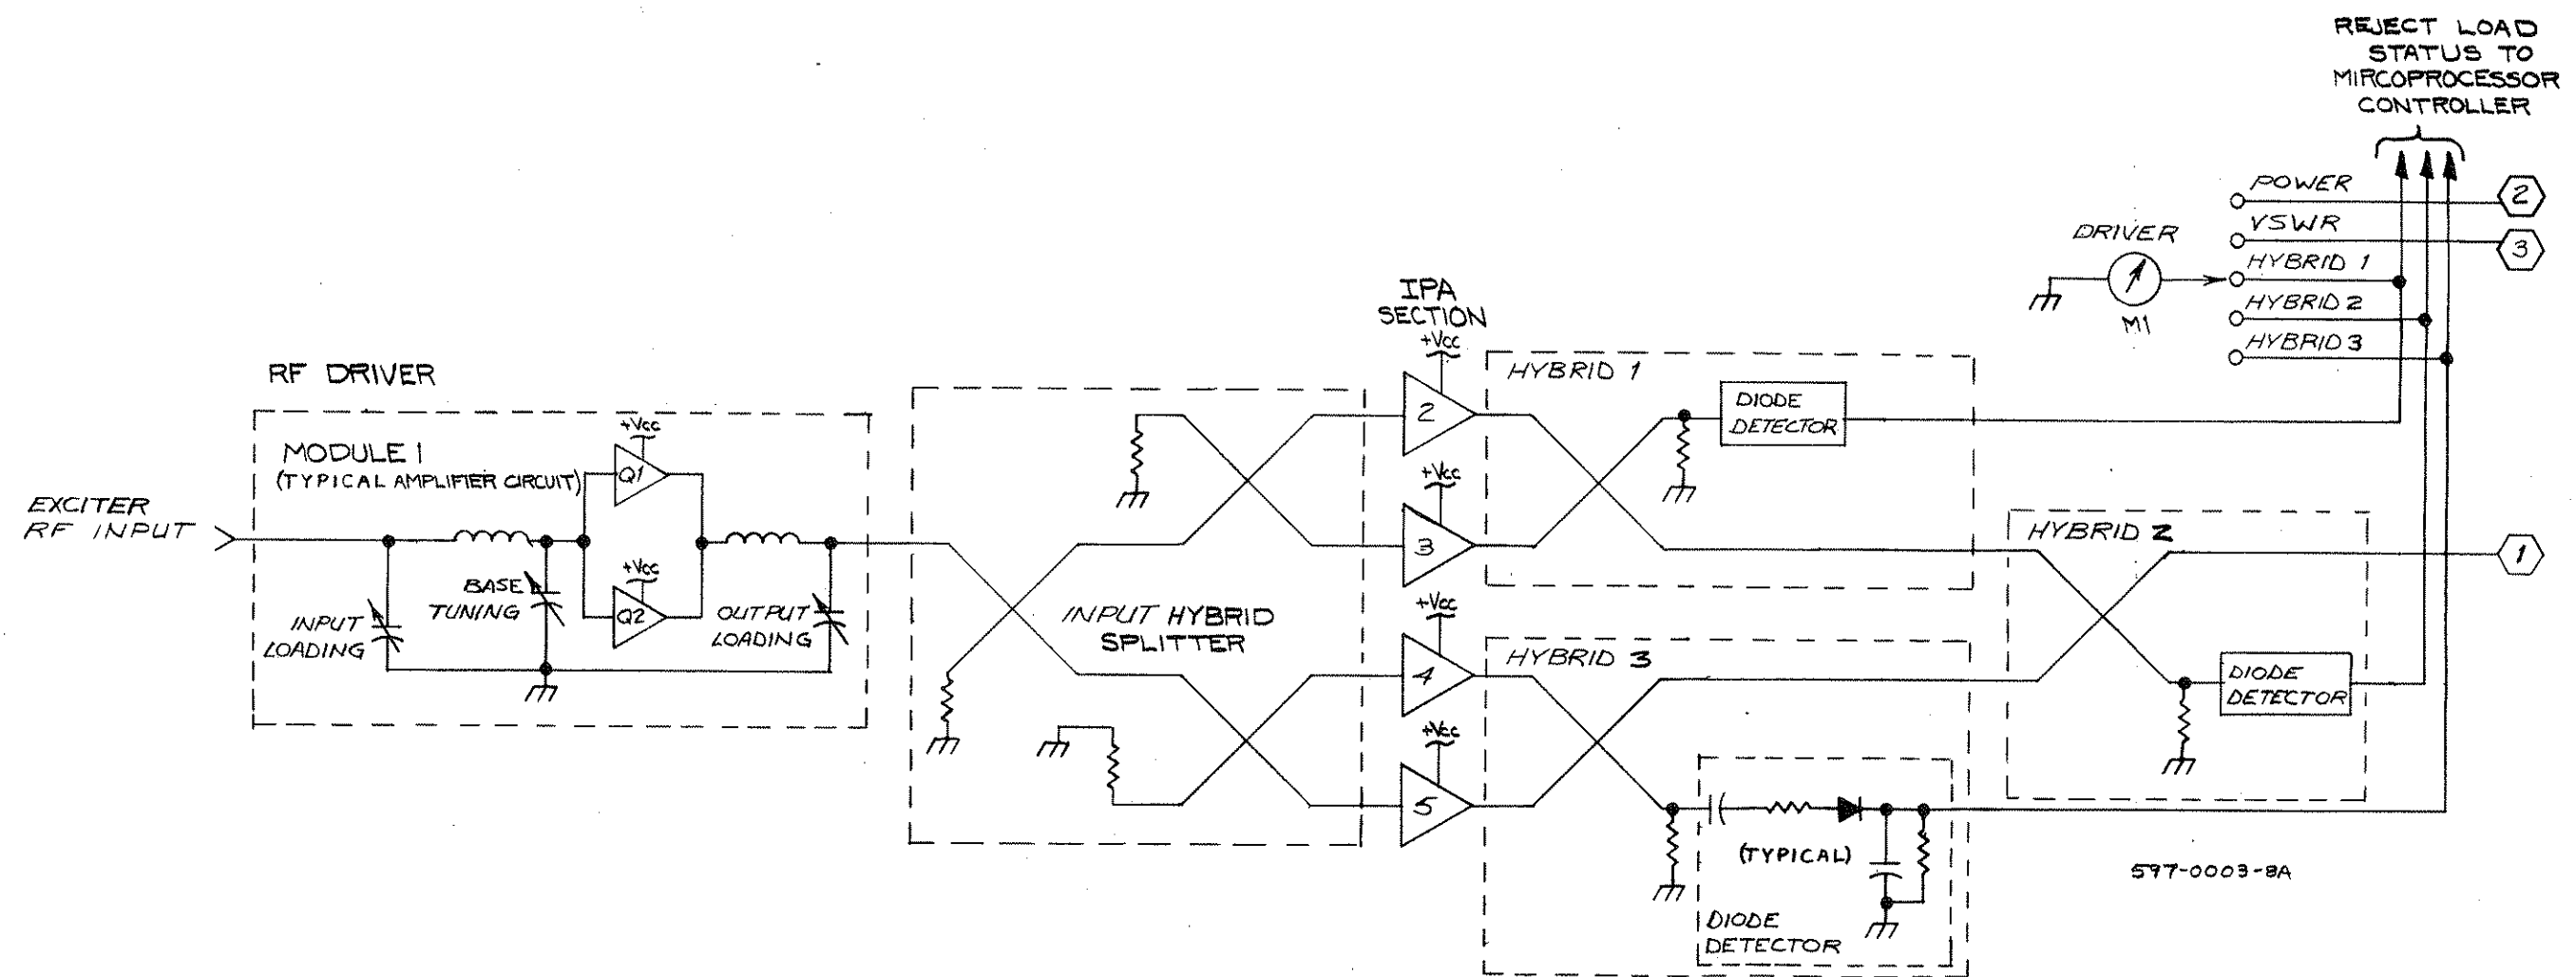 REJECT LOAD
STATUS TO
MIRCOPROCESSOR
CONTROLLER
POWER
2
VSWR
3
DRIVER
HYBRID 1
HYBRID 2
M1
HYBRID 3
IPA
SECTION
+Vcc
2
+Vcc
3
+Vcc
4
+Vcc
5
RF DRIVER
MODULE 1
(TYPICAL AMPLIFIER CIRCUIT)
+Vcc
Q1
+Vcc
Q2
EXCITER
RF INPUT
INPUT
LOADING
BASE
TUNING
OUTPUT
LOADING
INPUT HYBRID
SPLITTER
HYBRID 1
DIODE
DETECTOR
HYBRID 2
1
DIODE
DETECTOR
HYBRID 3
(TYPICAL)
DIODE
DETECTOR
597-0003-8A